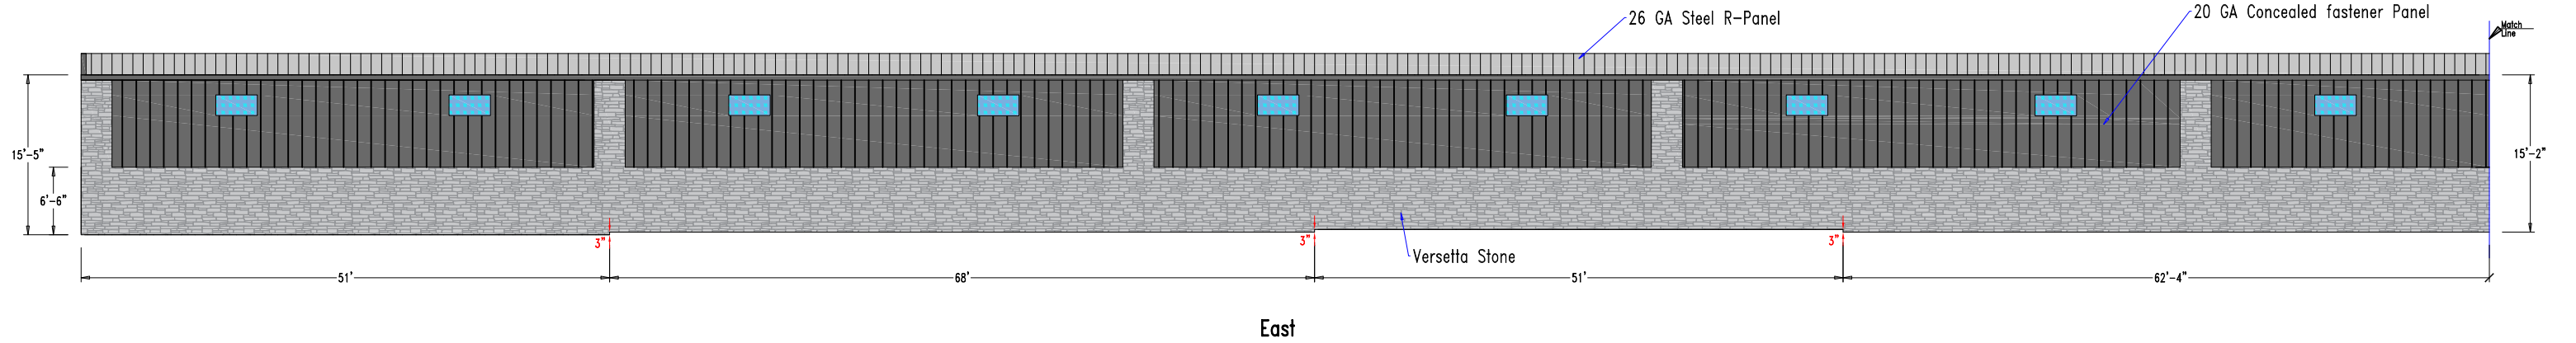 26 GA Steel R-Panel
20 GA Concealed fastener Panel
Match
Line
15'-5"
6'-6"
15'-2"
3"
3"
3"
Versetta Stone
51'
68'
51'
62'-4"
East